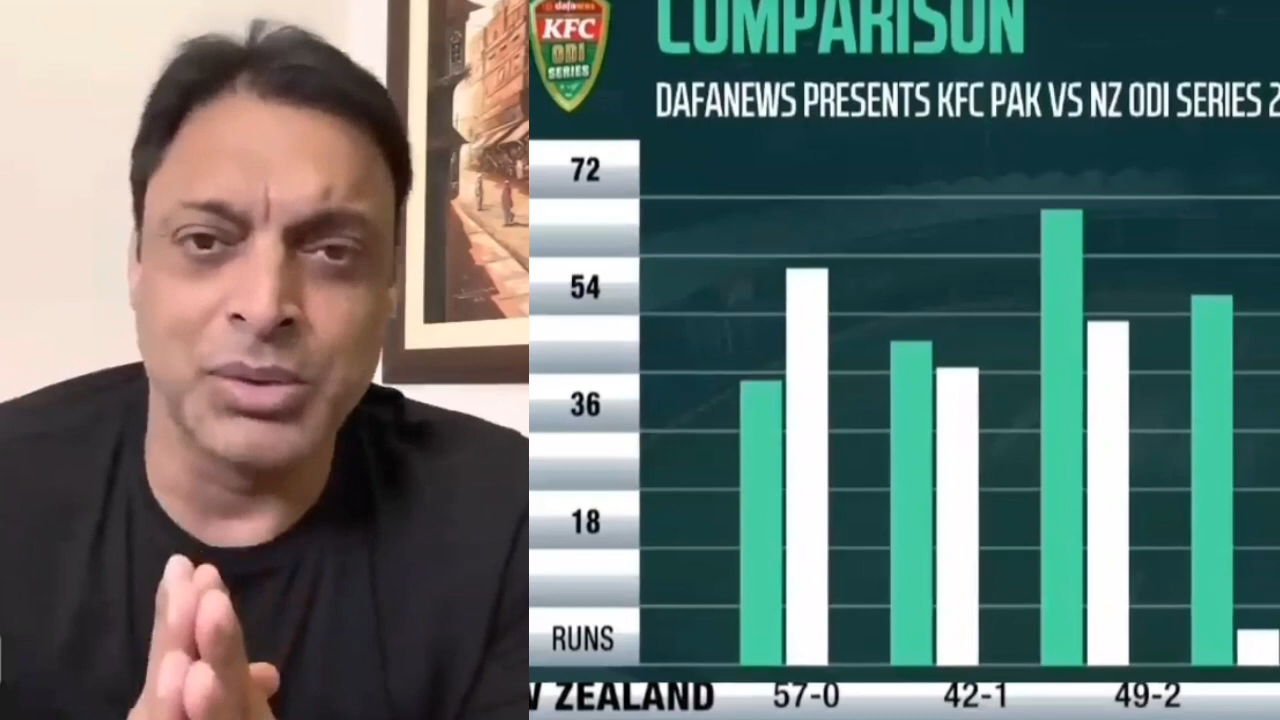 dafanews
KFC
ODI
SERIES
COMPARISON
DAFANEWS PRESENTS KFC PAK VS NZ ODI SERIES 2
72
54
36
18
RUNS
ZEALAND 57-0 42-1 49-2